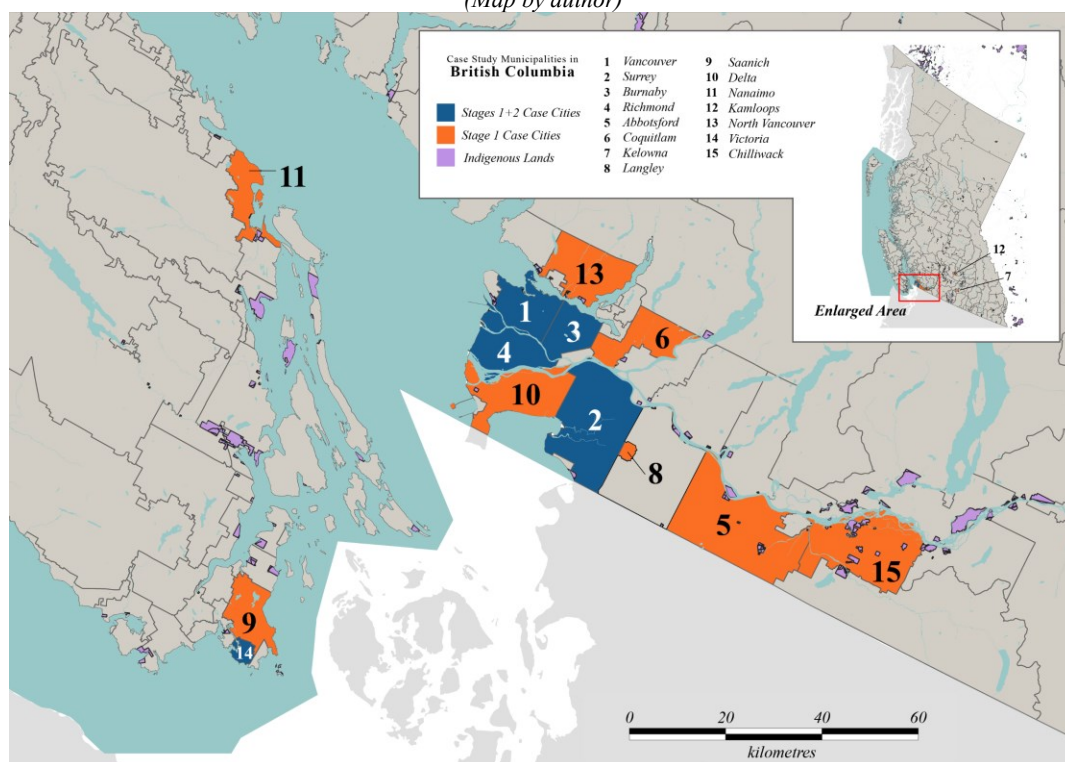 (Map by author)
Case Study Municipalities in
British Columbia
Stages 1+2 Case Cities
Stage 1 Case Cities
Indigenous Lands
1 Vancouver
2 Surrey
3 Burnaby
4 Richmond
5 Abbotsford
6 Coquitlam
7 Kelowna
8 Langley
9 Saanich
10 Delta
11 Nanaimo
12 Kamloops
13 North Vancouver
14 Victoria
15 Chilliwack
12
7
Enlarged Area
11
13
1
3
6
4
10
2
8
5
15
9
14
0 20 40 60
kilometres